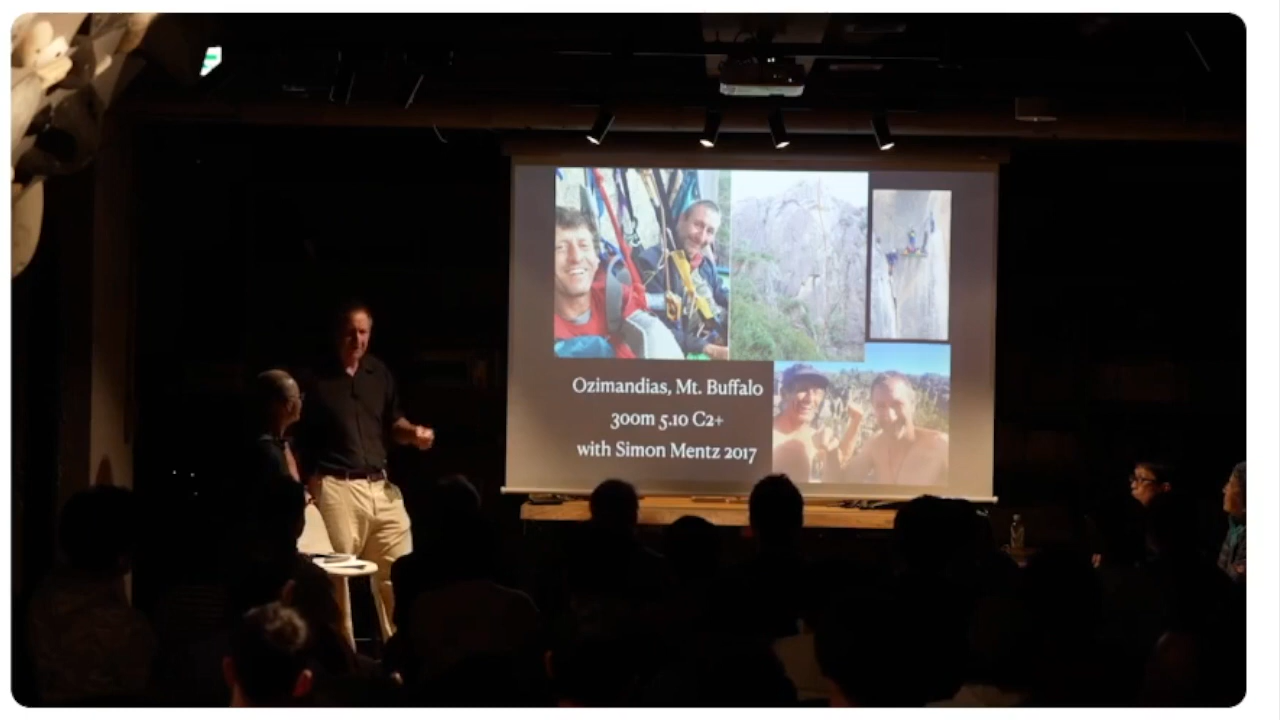 Ozimandias, Mt. Buffalo
300m 5.10 C2+
with Simon Mentz 2017